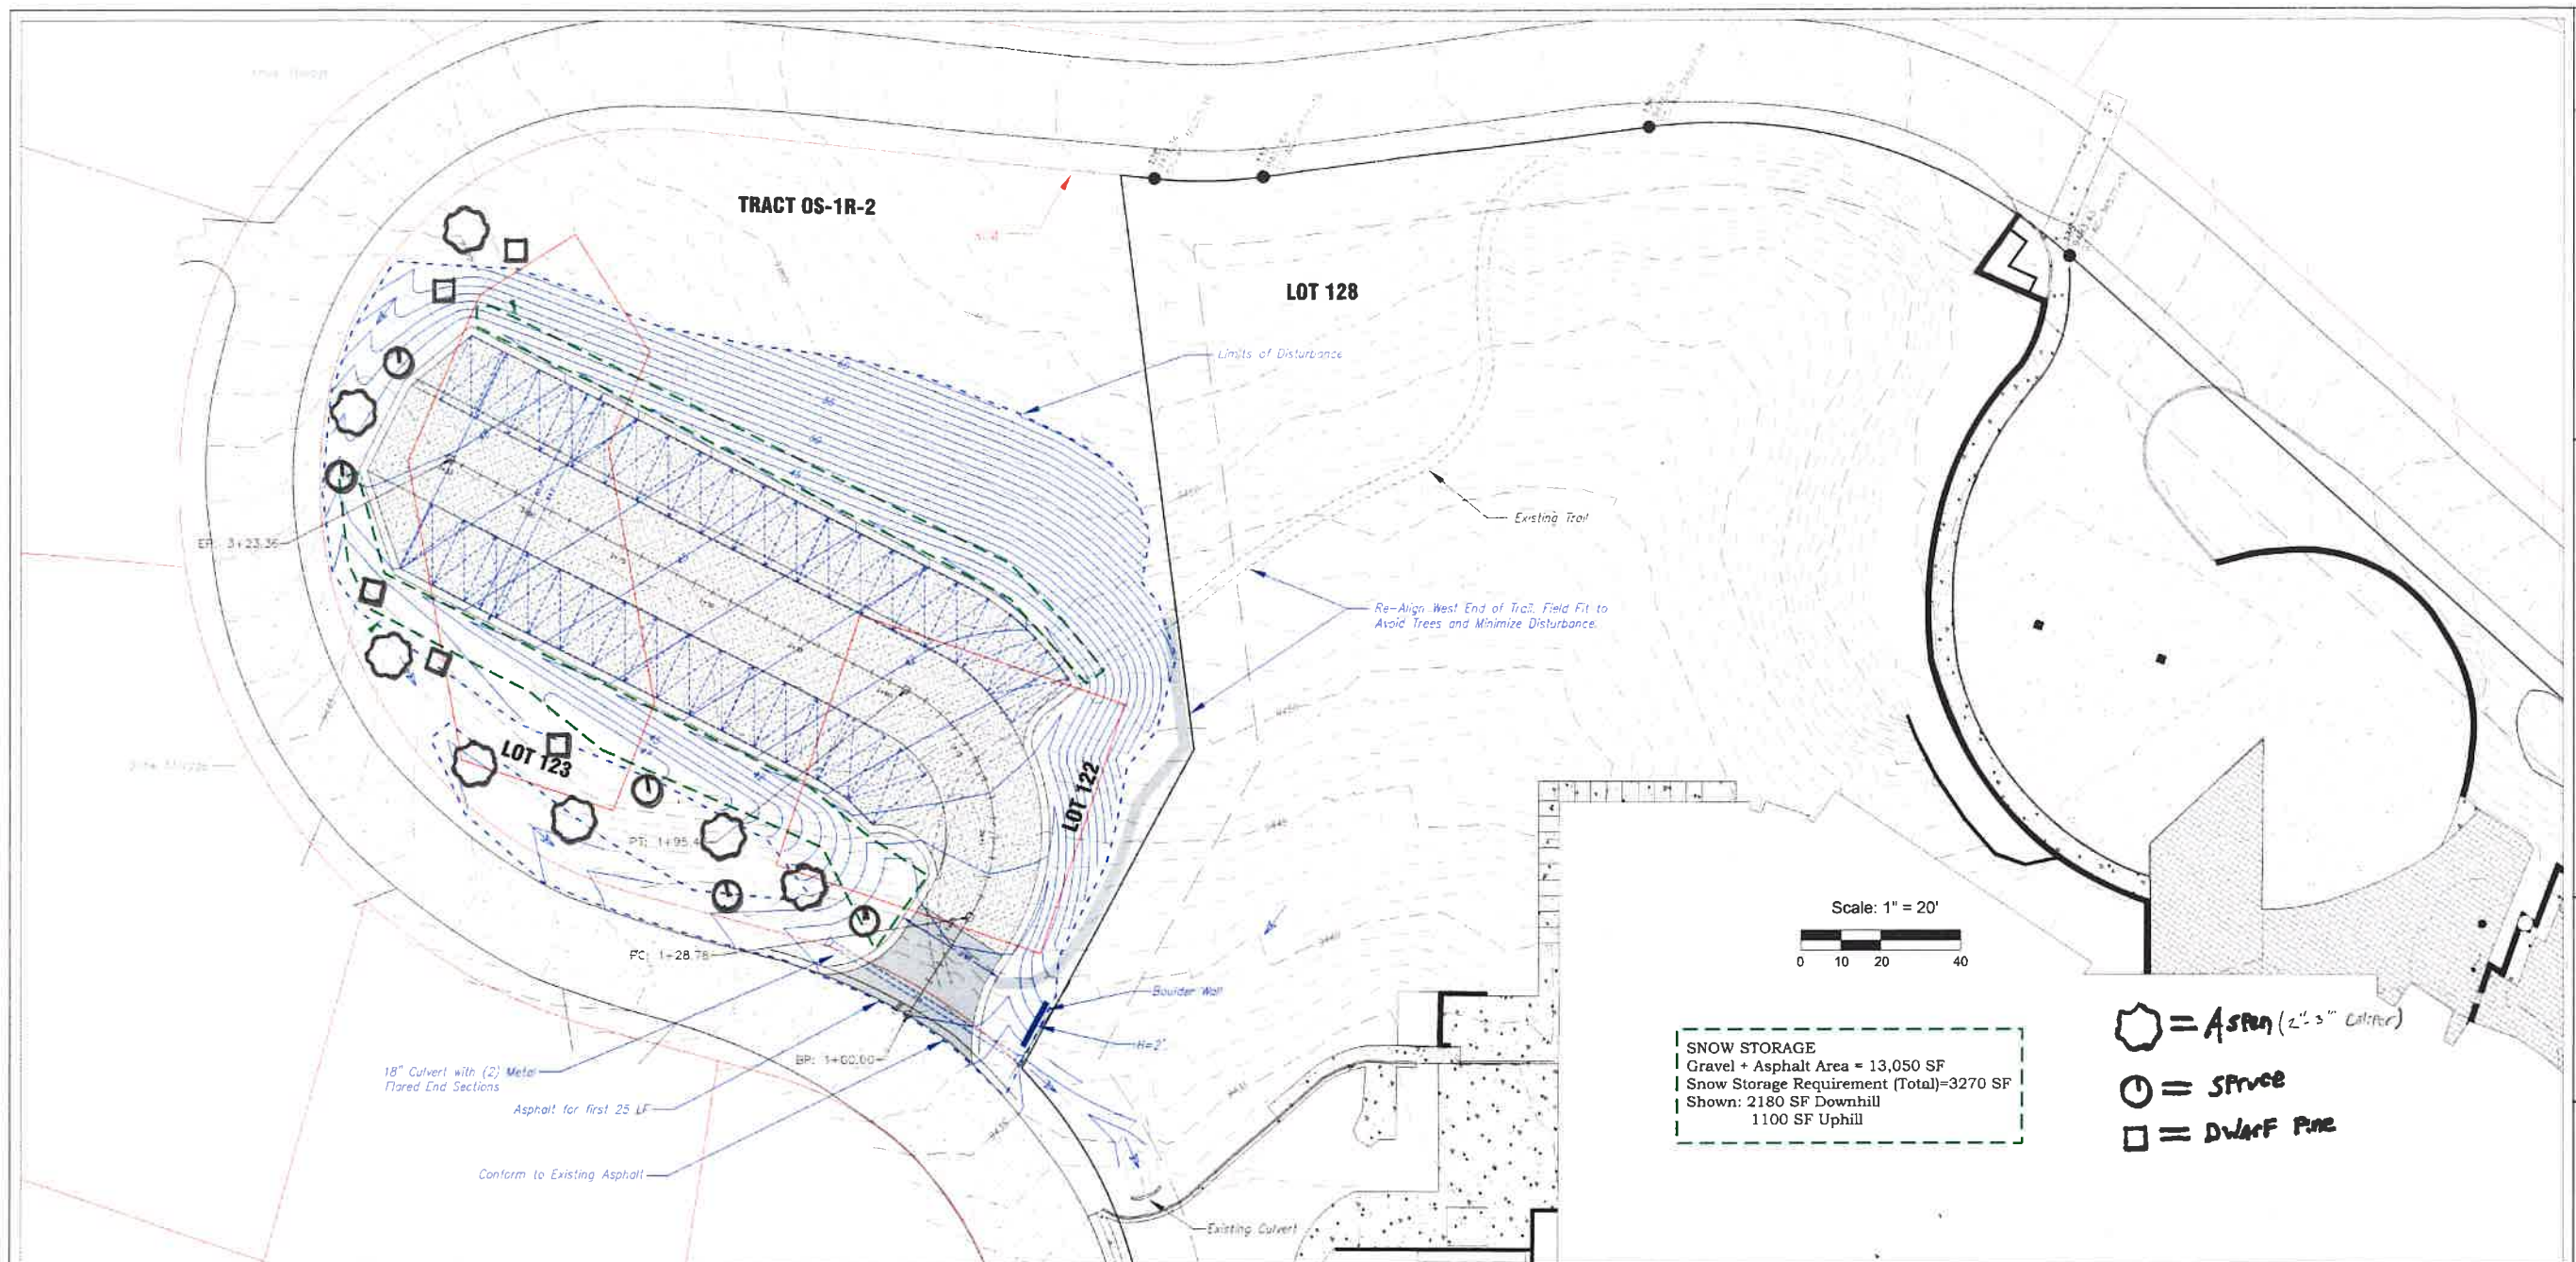 TRACT OS-1R-2
LOT 128
Limits of Disturbance
Existing Trail
EP: 3+23.36
Re-Align West End of Trail. Field Fit to
Avoid Trees and Minimize Disturbance.
LOT 123
LOT 122
PT: 1+95.4
PC: 1+28.78
BP: 1+00.00
Boulder Wall
H=2'
18" Culvert with (2) Metal
Flared End Sections
Asphalt for first 25 LF
Conform to Existing Asphalt
Existing Culvert
9450
9445
9440
9435
Scale: 1" = 20'
0 10 20 40
SNOW STORAGE
Gravel + Asphalt Area = 13,050 SF
Snow Storage Requirement (Total)=3270 SF
Shown: 2180 SF Downhill
1100 SF Uphill
= Aspen (2"-3" Caliper)
= Spruce
= Dwarf Pine